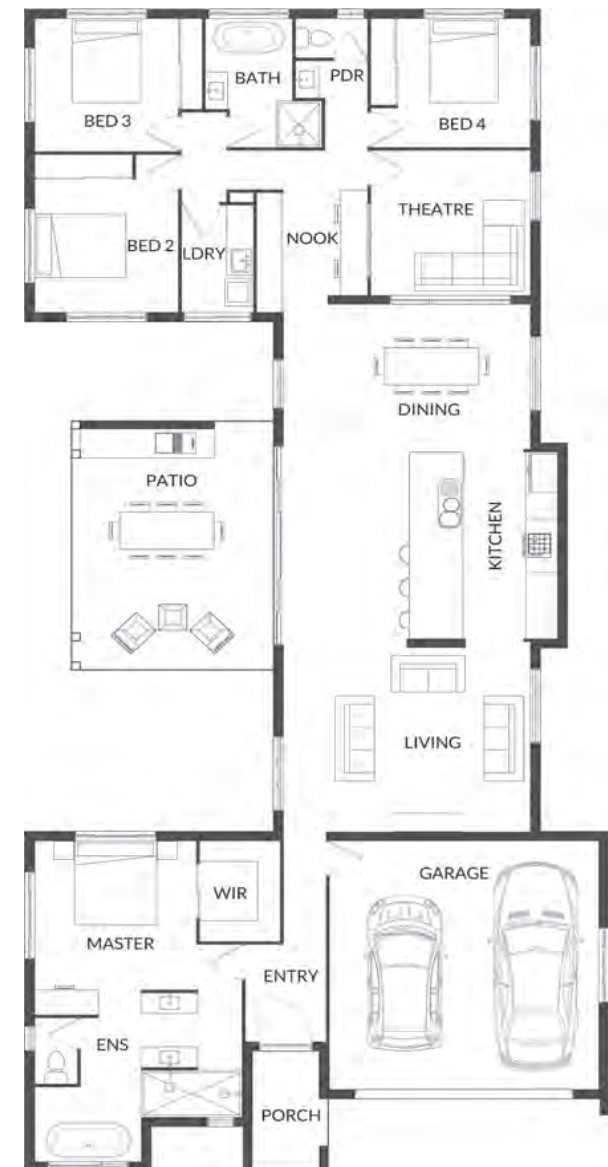 BATH
PDR
BED 3
BED 4
THEATRE
NOOK
BED 2
LDRY
DINING
PATIO
KITCHEN
LIVING
GARAGE
WIR
MASTER
ENTRY
ENS
PORCH